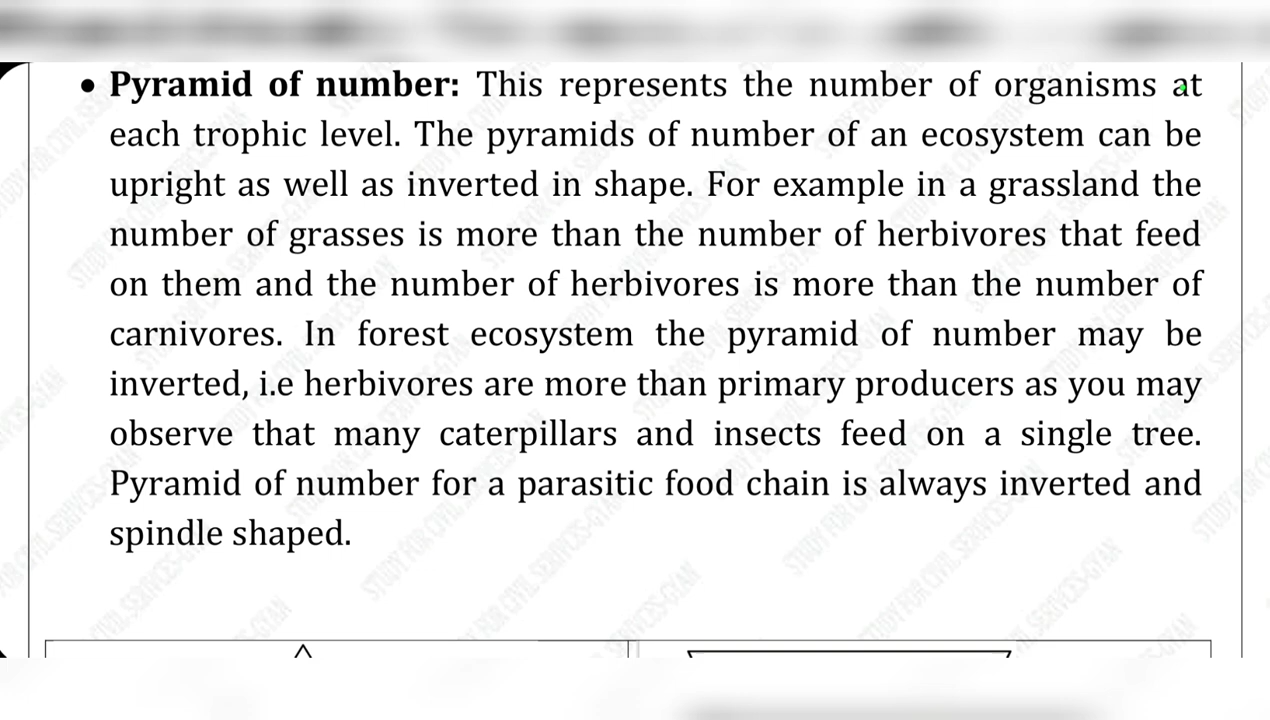 • Pyramid of number: This represents the number of organisms at
each trophic level. The pyramids of number of an ecosystem can be
upright as well as inverted in shape. For example in a grassland the
number of grasses is more than the number of herbivores that feed
on them and the number of herbivores is more than the number of
carnivores. In forest ecosystem the pyramid of number may be
inverted, i.e herbivores are more than primary producers as you may
observe that many caterpillars and insects feed on a single tree.
Pyramid of number for a parasitic food chain is always inverted and
spindle shaped.
STUDY FOR CIVIL SERVICES-GYAN